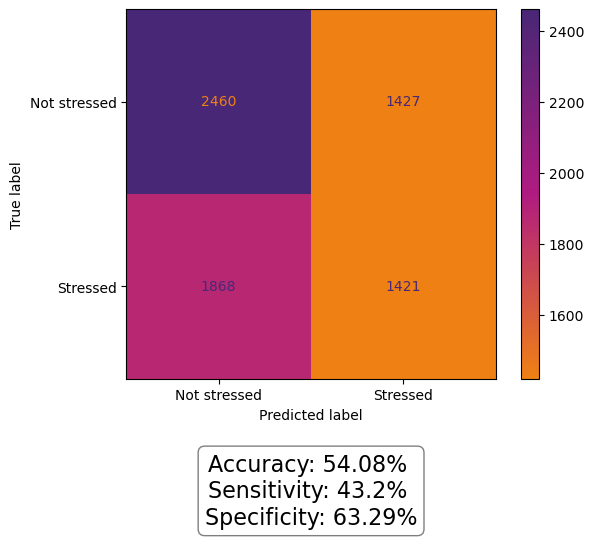 2400
Not stressed
2460
1427
2200
2000
True label
1800
Stressed
1868
1421
1600
Not stressed
Stressed
Predicted label
Accuracy: 54.08%
Sensitivity: 43.2%
Specificity: 63.29%